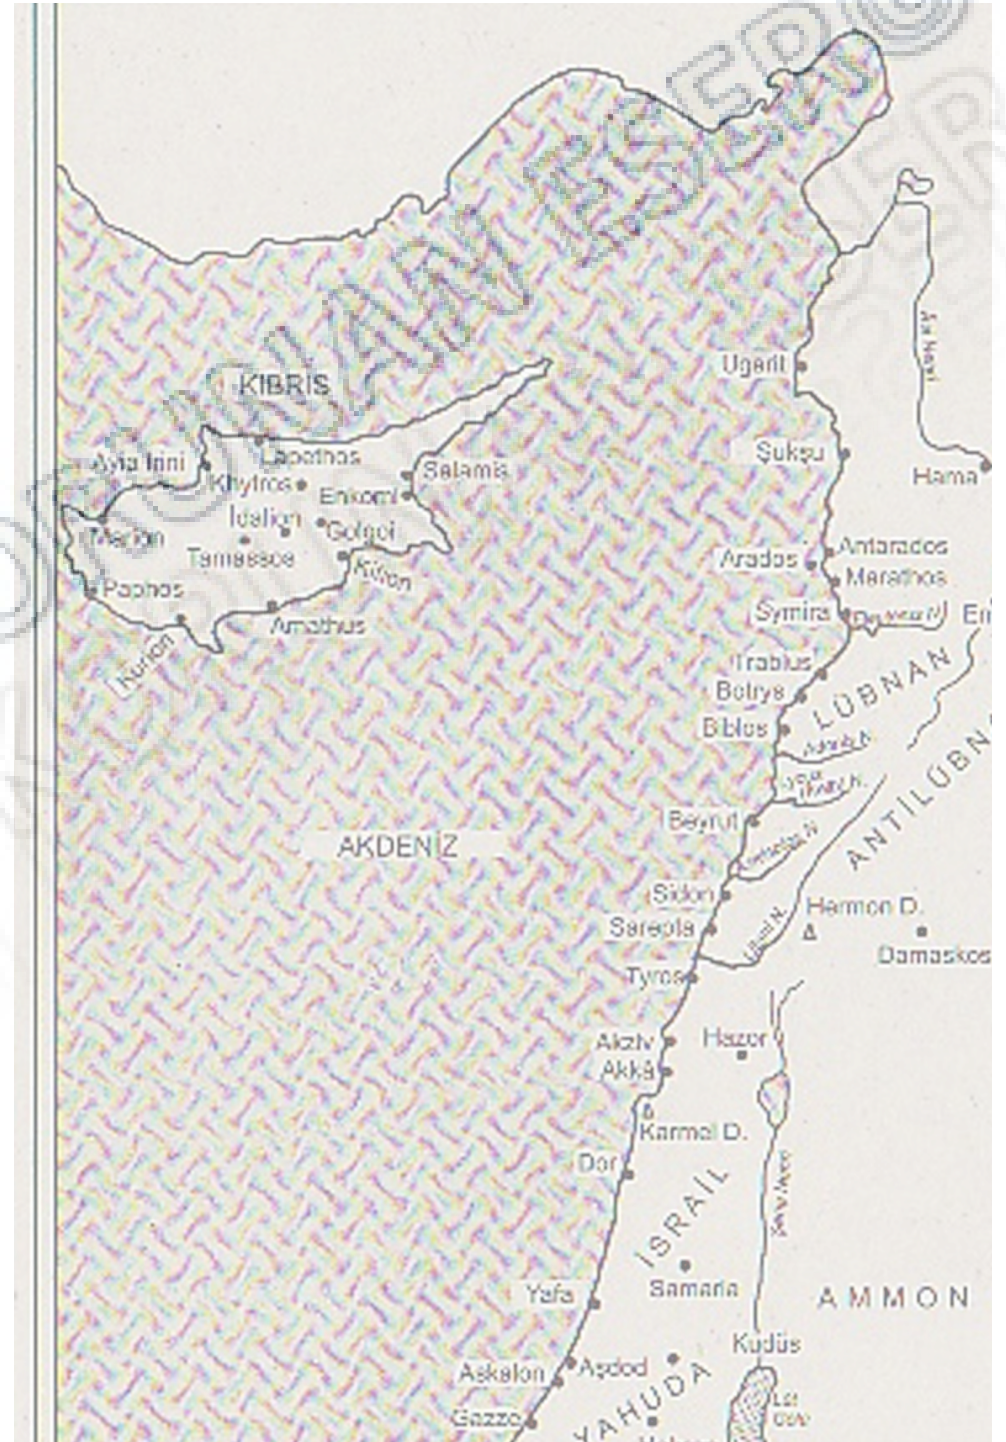 KIBRIS
Ugarit
Ayia Irini
Lapethos
Salamis
Şukşu
Khytros
Enkomi
Hama
Idalion
Golgoi
Marion
Tamassos
Kition
Antarados
Arados
Marathos
Paphos
Symira
Amathus
Kurion
Trablus
Botrys
LÜBNAN
Biblos
Beyrut
AKDENİZ
ANTİLÜBNA
Sidon
Hermon D.
Sarepta
Damaskos
Litani N.
Tyros
Akziv
Hazor
Akkâ
Karmel D.
Dor
İSRAİL
Samaria
Yafa
AMMON
Kudüs
Askalon
Aşdod
YAHUDA
Gazze